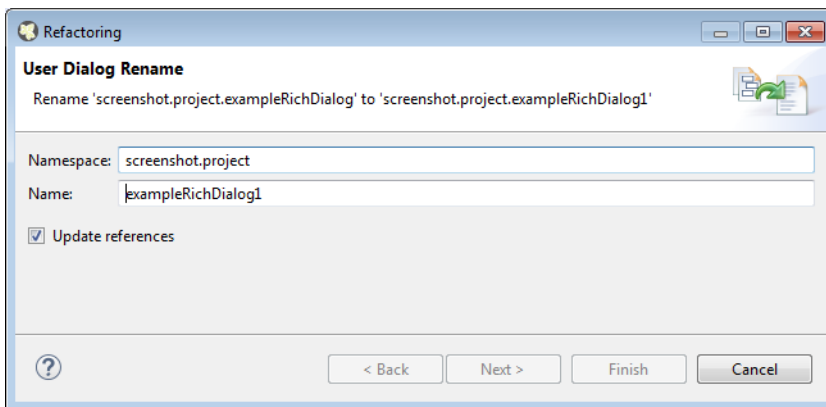 Refactoring
User Dialog Rename
Rename 'screenshot.project.exampleRichDialog' to 'screenshot.project.exampleRichDialog1'
Namespace: screenshot.project
Name: exampleRichDialog1
Update references
? < Back Next > Finish Cancel